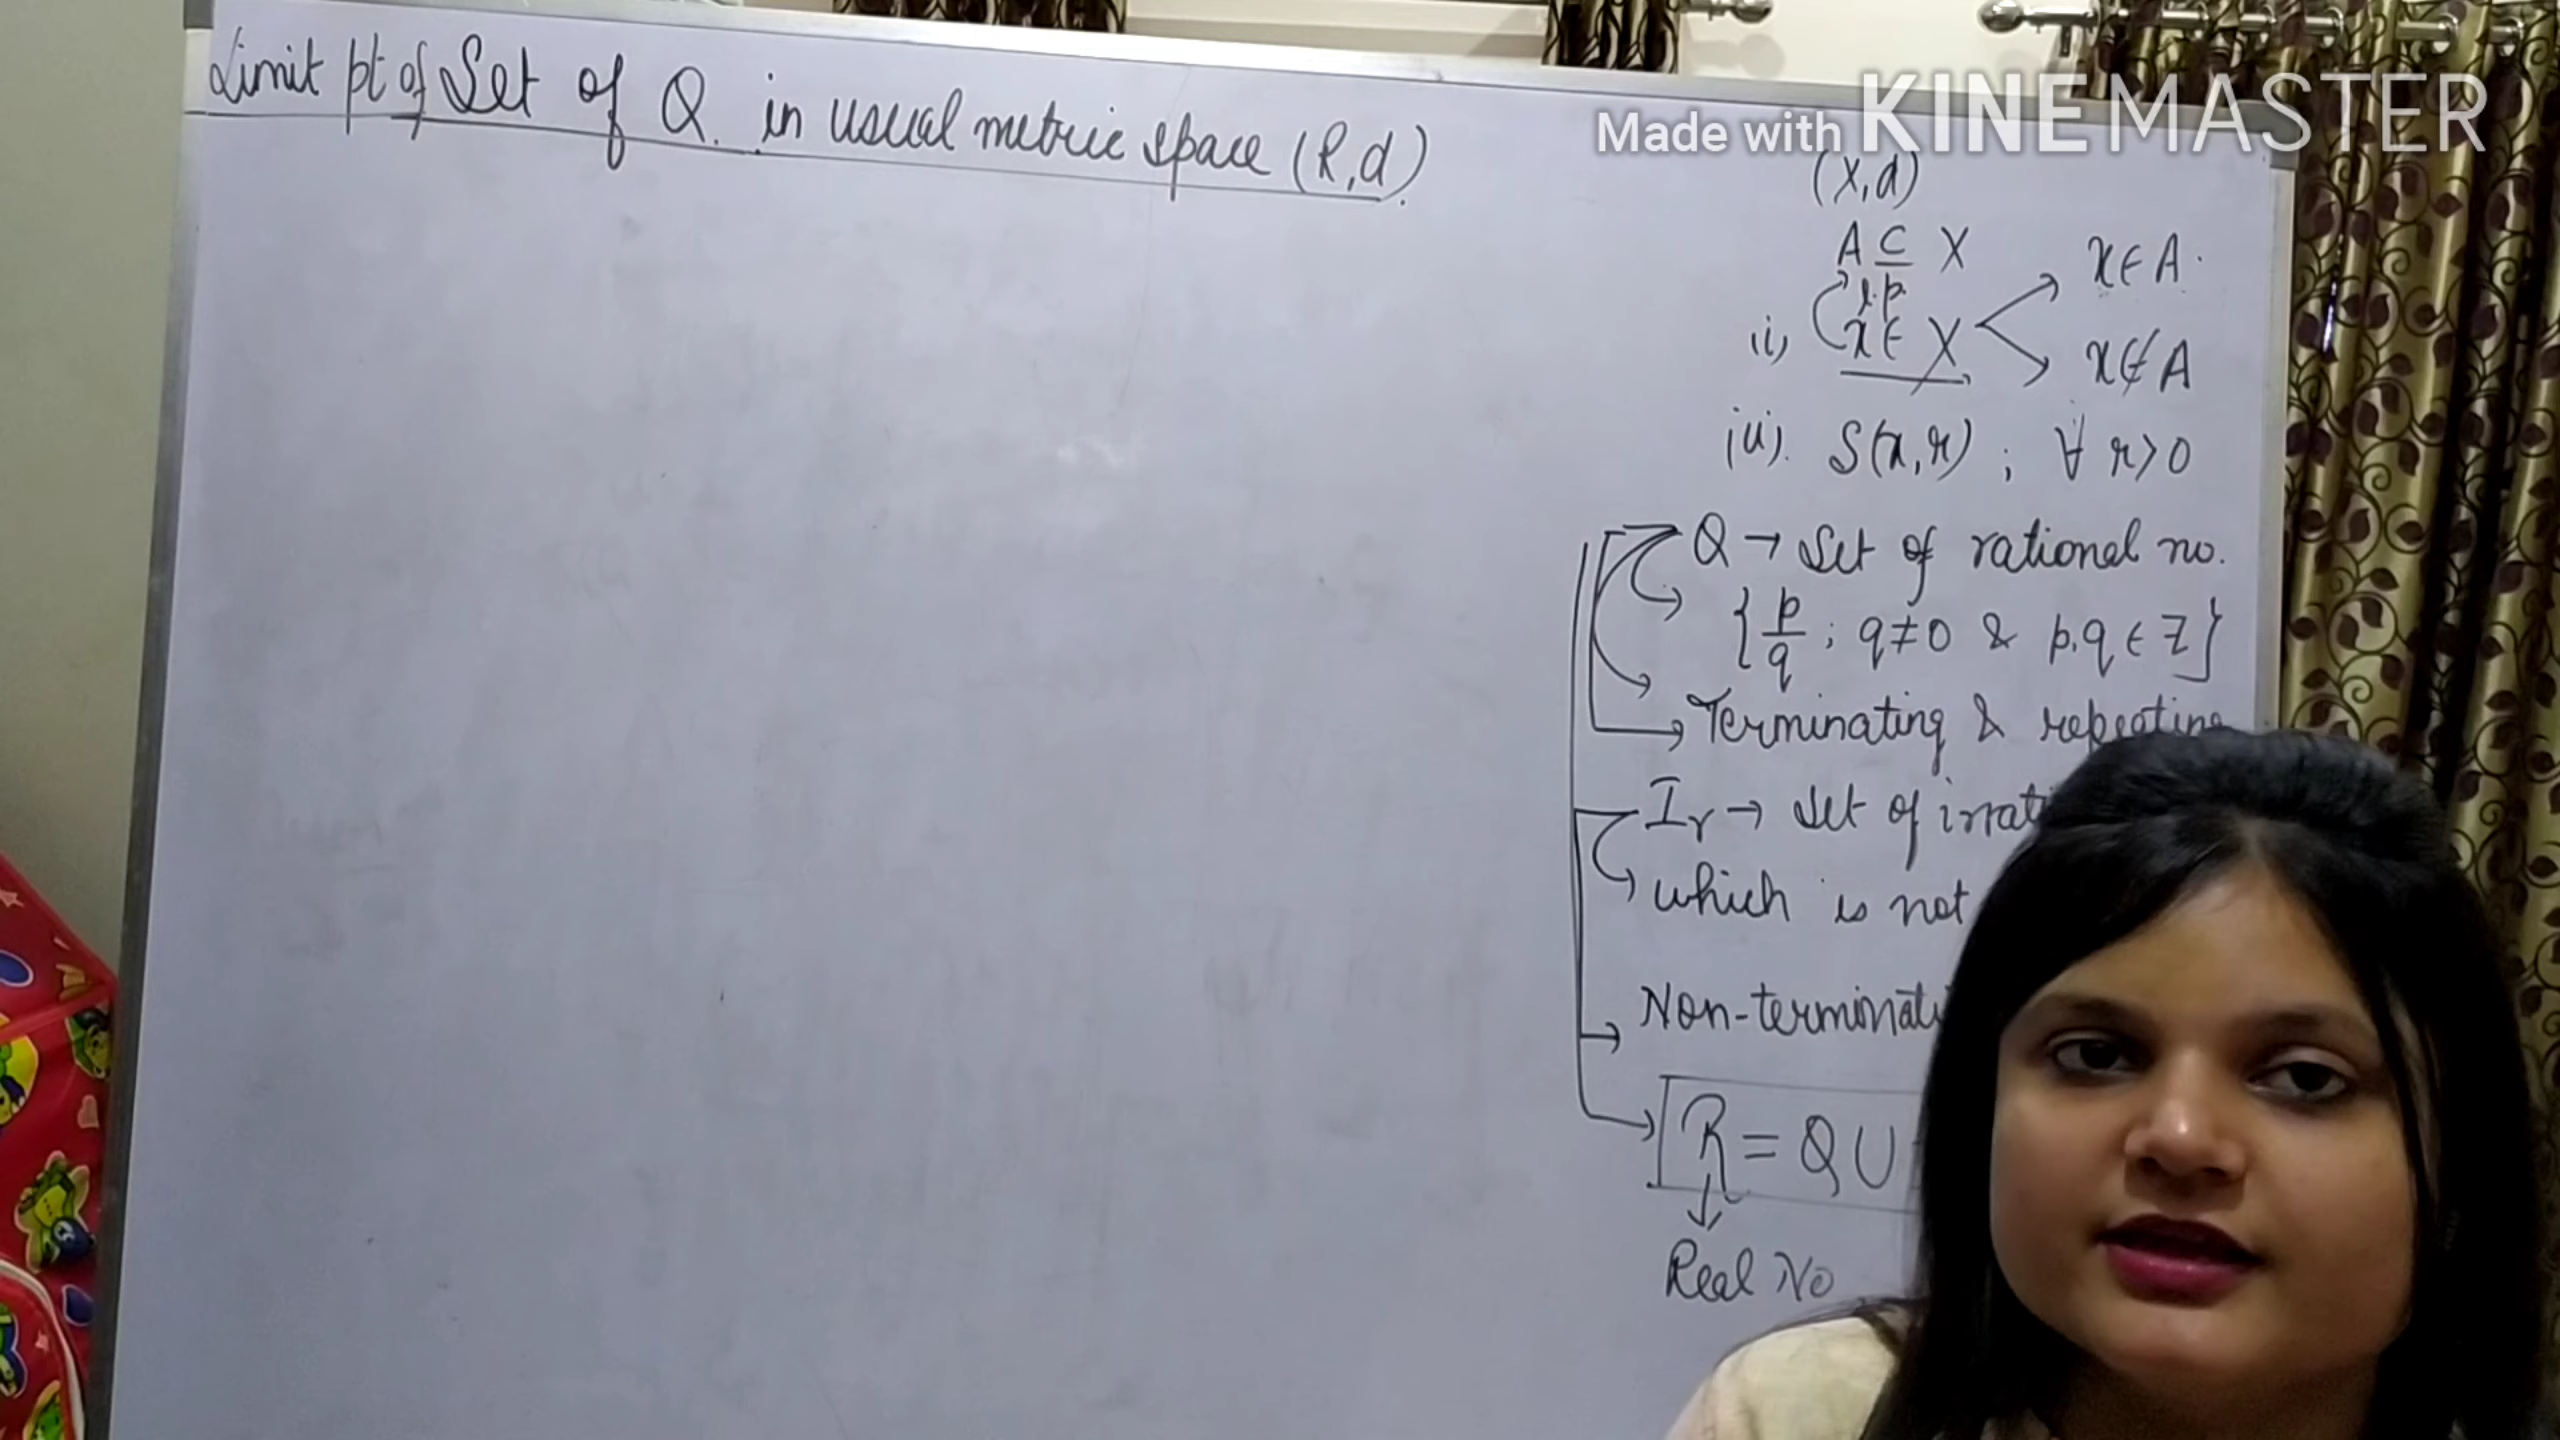 Limit pt of Set of Q. in usual metric space (R,d).
Made with KINEMASTER
(X,d)
A ⊆ X
l.p
x ∈ A.
ii) x ∈ X
x ∉ A
iii). S(x,r) ; ∀ r>0
Q → Set of rational no.
{p/q ; q≠0 & p,q ∈ Z}
Terminating & repeating
Ir → Set of irrati
which is not
Non-terminati
R = Q U
Real No